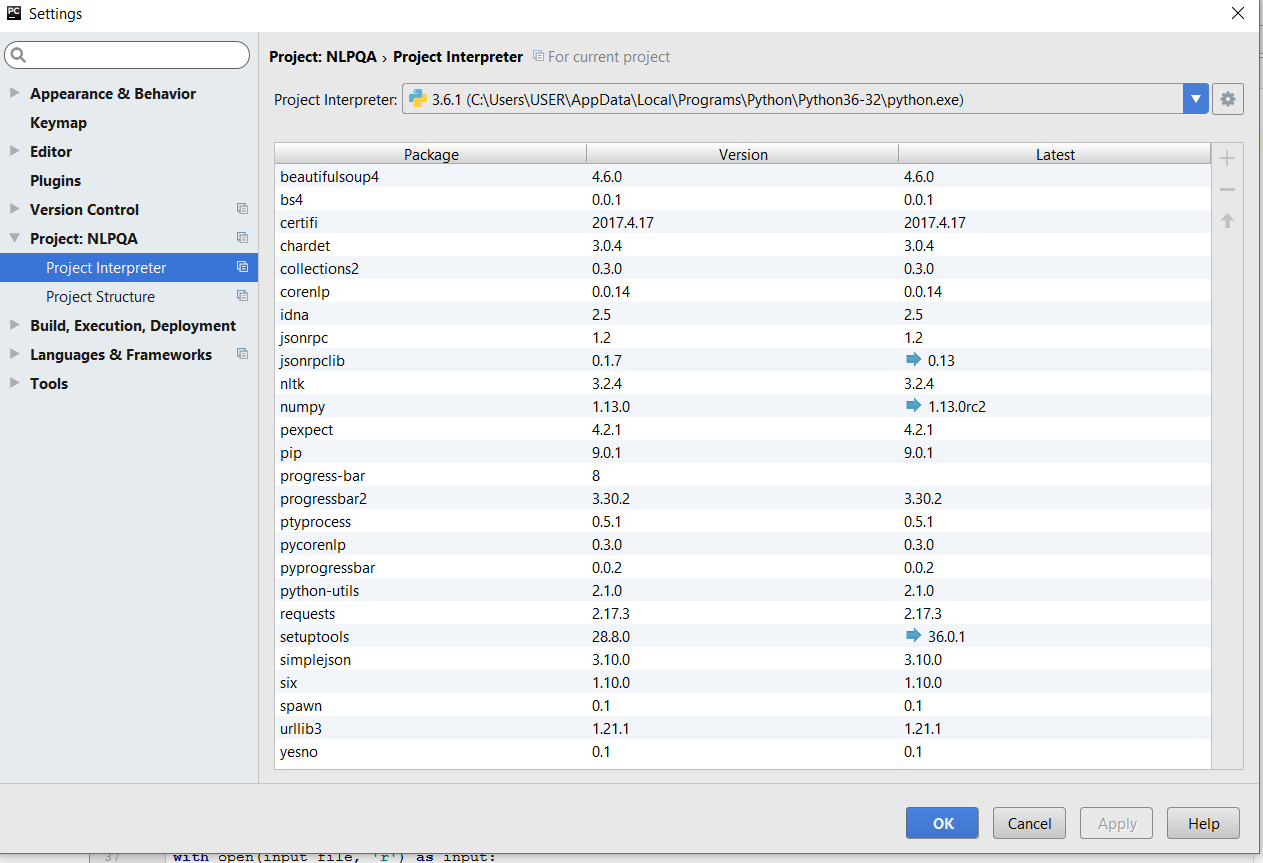 PC Settings
Project: NLPQA › Project Interpreter For current project
Project Interpreter: 3.6.1 (C:\Users\USER\AppData\Local\Programs\Python\Python36-32\python.exe)
Appearance & Behavior
Keymap
Editor
Plugins
Version Control
Project: NLPQA
Project Interpreter
Project Structure
Build, Execution, Deployment
Languages & Frameworks
Tools
Package Version Latest
beautifulsoup4 4.6.0 4.6.0
bs4 0.0.1 0.0.1
certifi 2017.4.17 2017.4.17
chardet 3.0.4 3.0.4
collections2 0.3.0 0.3.0
corenlp 0.0.14 0.0.14
idna 2.5 2.5
jsonrpc 1.2 1.2
jsonrpclib 0.1.7 0.13
nltk 3.2.4 3.2.4
numpy 1.13.0 1.13.0rc2
pexpect 4.2.1 4.2.1
pip 9.0.1 9.0.1
progress-bar 8
progressbar2 3.30.2 3.30.2
ptyprocess 0.5.1 0.5.1
pycorenlp 0.3.0 0.3.0
pyprogressbar 0.0.2 0.0.2
python-utils 2.1.0 2.1.0
requests 2.17.3 2.17.3
setuptools 28.8.0 36.0.1
simplejson 3.10.0 3.10.0
six 1.10.0 1.10.0
spawn 0.1 0.1
urllib3 1.21.1 1.21.1
yesno 0.1 0.1
OK Cancel Apply Help
37 with open(input_file, 'r') as input: